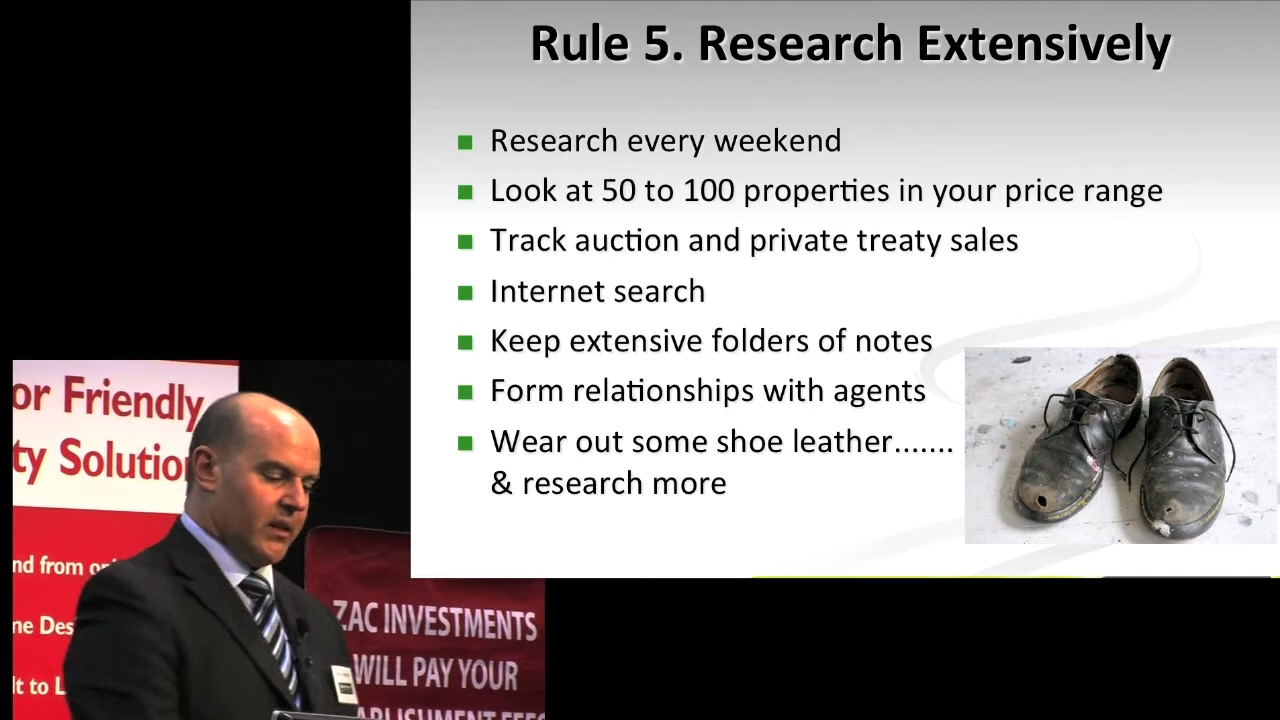 Rule 5. Research Extensively
Research every weekend
Look at 50 to 100 properties in your price range
Track auction and private treaty sales
Internet search
Keep extensive folders of notes
Form relationships with agents
Wear out some shoe leather.......
& research more
or Friendly
ty Solution
nd from
ne Des
lt to L
ZAC INVESTMENTS
WILL PAY YOUR